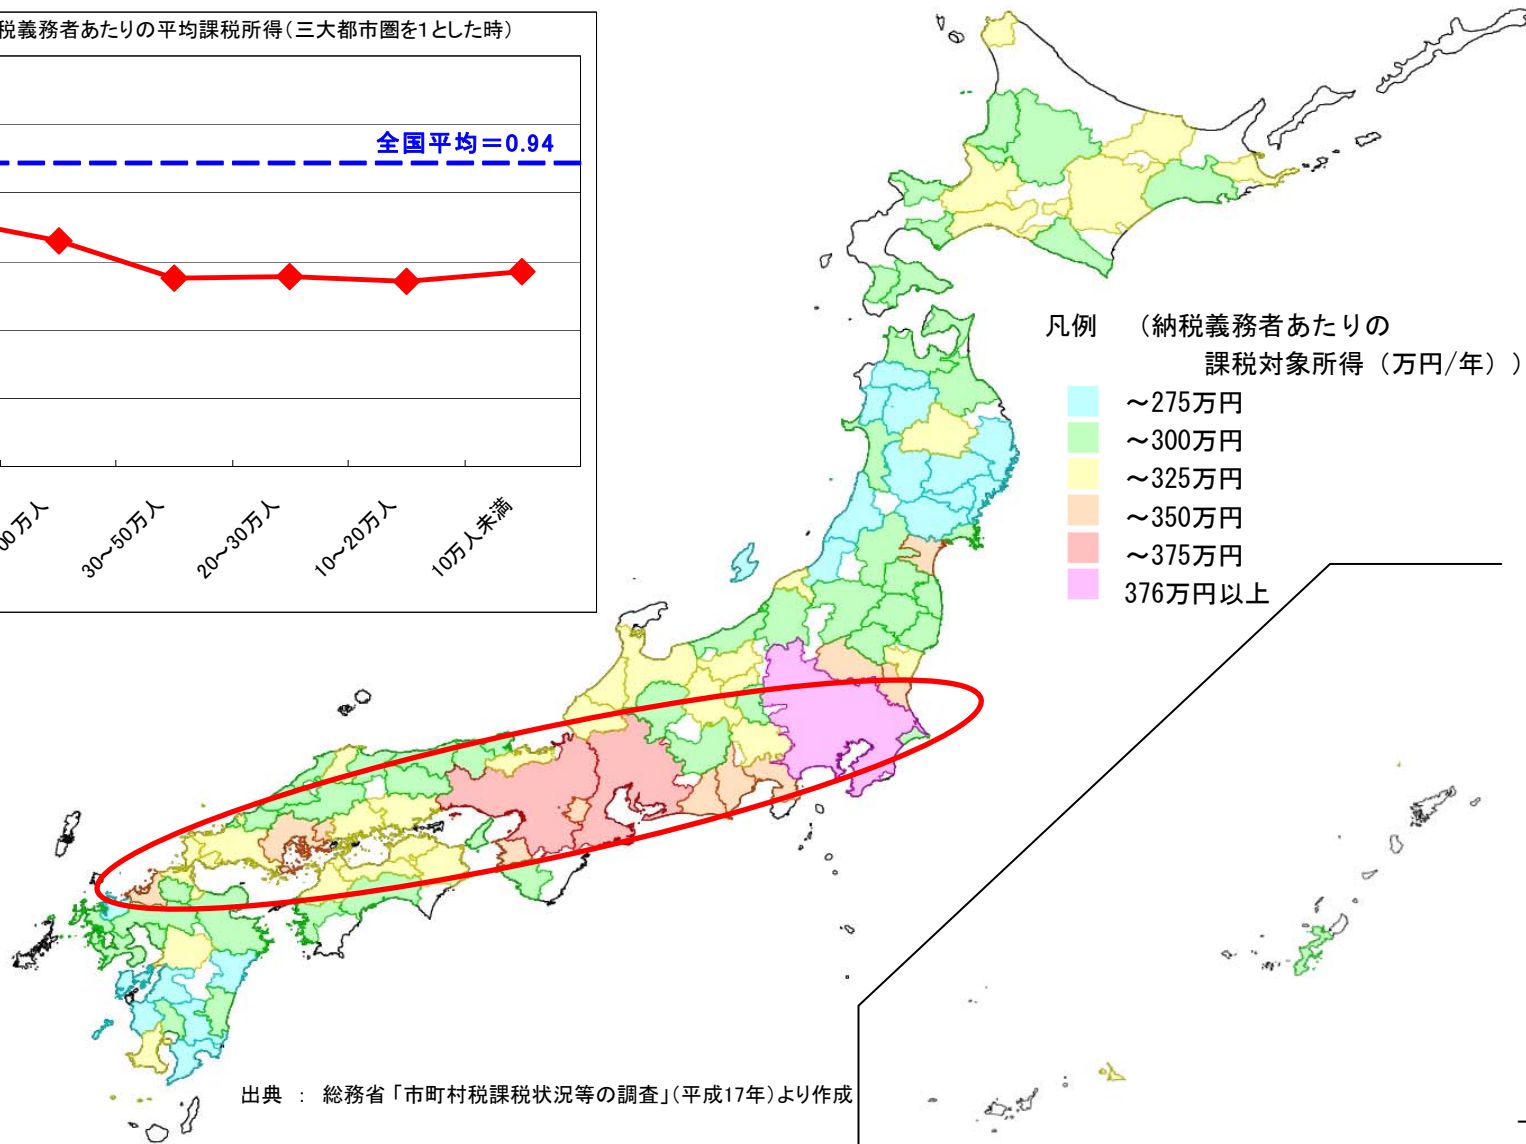 税義務者あたりの平均課税所得(三大都市圏を1とした時)
全国平均=0.94
00万人
30~50万人
20~30万人
10~20万人
10万人未満
凡例 (納税義務者あたりの
課税対象所得(万円/年))
~275万円
~300万円
~325万円
~350万円
~375万円
376万円以上
出典 : 総務省「市町村税課税状況等の調査」(平成17年)より作成